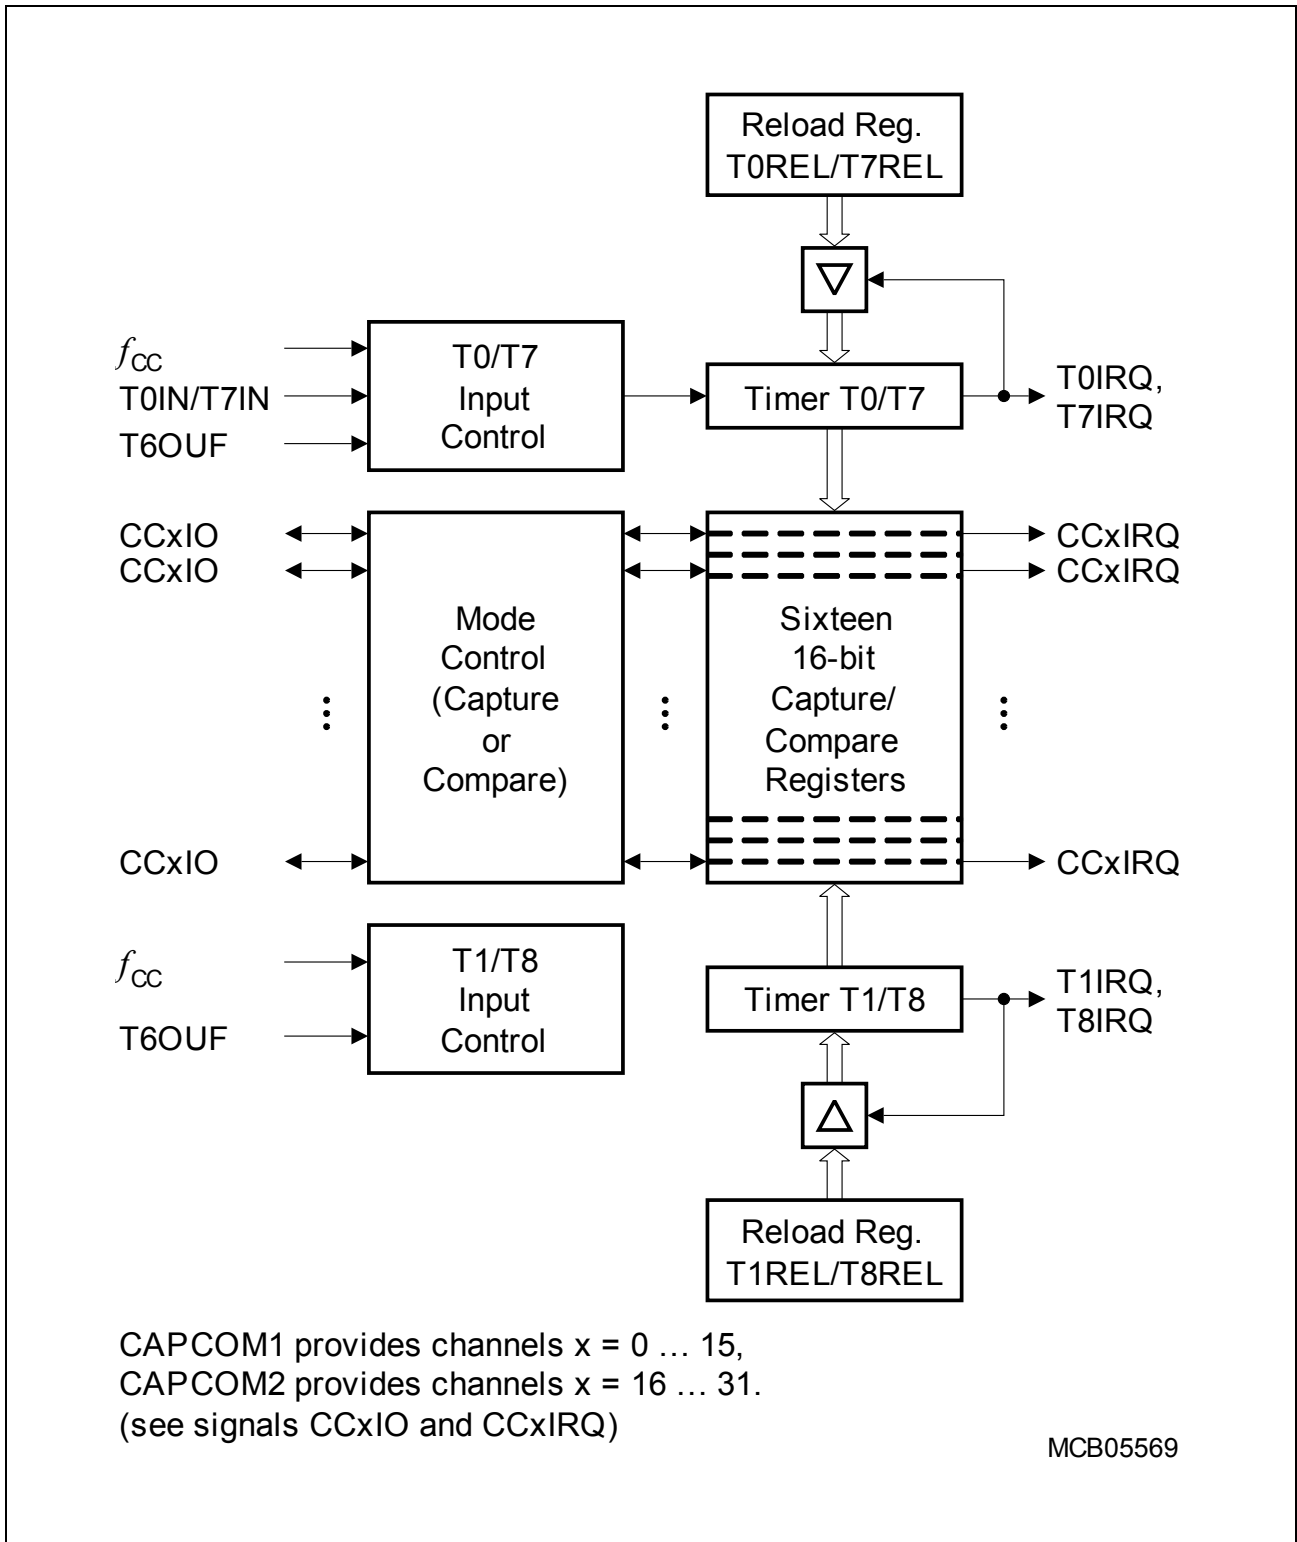 Reload Reg.
T0REL/T7REL
fCC
T0IN/T7IN
T6OUF
T0/T7
Input
Control
Timer T0/T7
T0IRQ,
T7IRQ
CCxIO
CCxIO
CCxIO
Mode
Control
(Capture
or
Compare)
Sixteen
16-bit
Capture/
Compare
Registers
CCxIRQ
CCxIRQ
CCxIRQ
fCC
T6OUF
T1/T8
Input
Control
Timer T1/T8
T1IRQ,
T8IRQ
Reload Reg.
T1REL/T8REL
CAPCOM1 provides channels x = 0 … 15,
CAPCOM2 provides channels x = 16 … 31.
(see signals CCxIO and CCxIRQ)
MCB05569